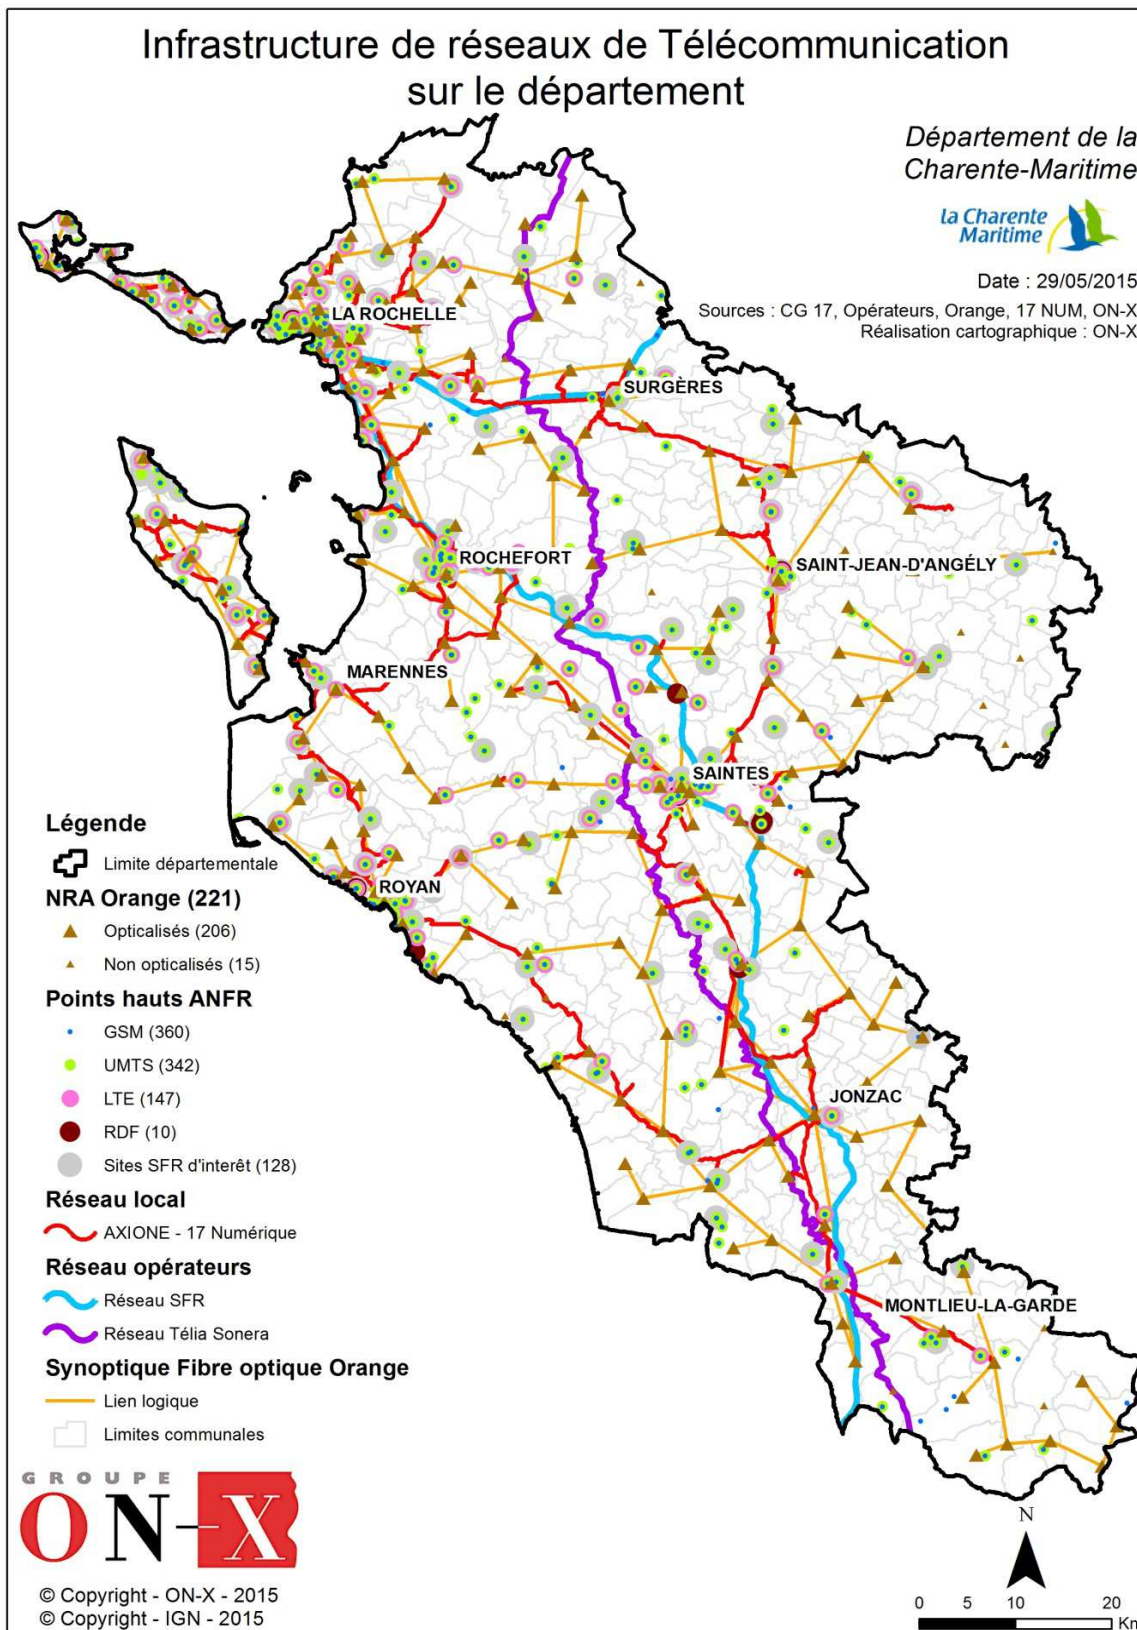 Infrastructure de réseaux de Télécommunication
sur le département
Département de la
Charente-Maritime
la Charente
Maritime
Date : 29/05/2015
Sources : CG 17, Opérateurs, Orange, 17 NUM, ON-X
Réalisation cartographique : ON-X
LA ROCHELLE
SURGÈRES
ROCHEFORT
SAINT-JEAN-D'ANGÉLY
MARENNES
SAINTES
ROYAN
JONZAC
MONTLIEU-LA-GARDE
Légende
Limite départementale
NRA Orange (221)
Opticalisés (206)
Non opticalisés (15)
Points hauts ANFR
GSM (360)
UMTS (342)
LTE (147)
RDF (10)
Sites SFR d'interêt (128)
Réseau local
AXIONE - 17 Numérique
Réseau opérateurs
Réseau SFR
Réseau Télia Sonera
Synoptique Fibre optique Orange
Lien logique
Limites communales
GROUPE
ON-X
© Copyright - ON-X - 2015
© Copyright - IGN - 2015
N
0 5 10 20
Km